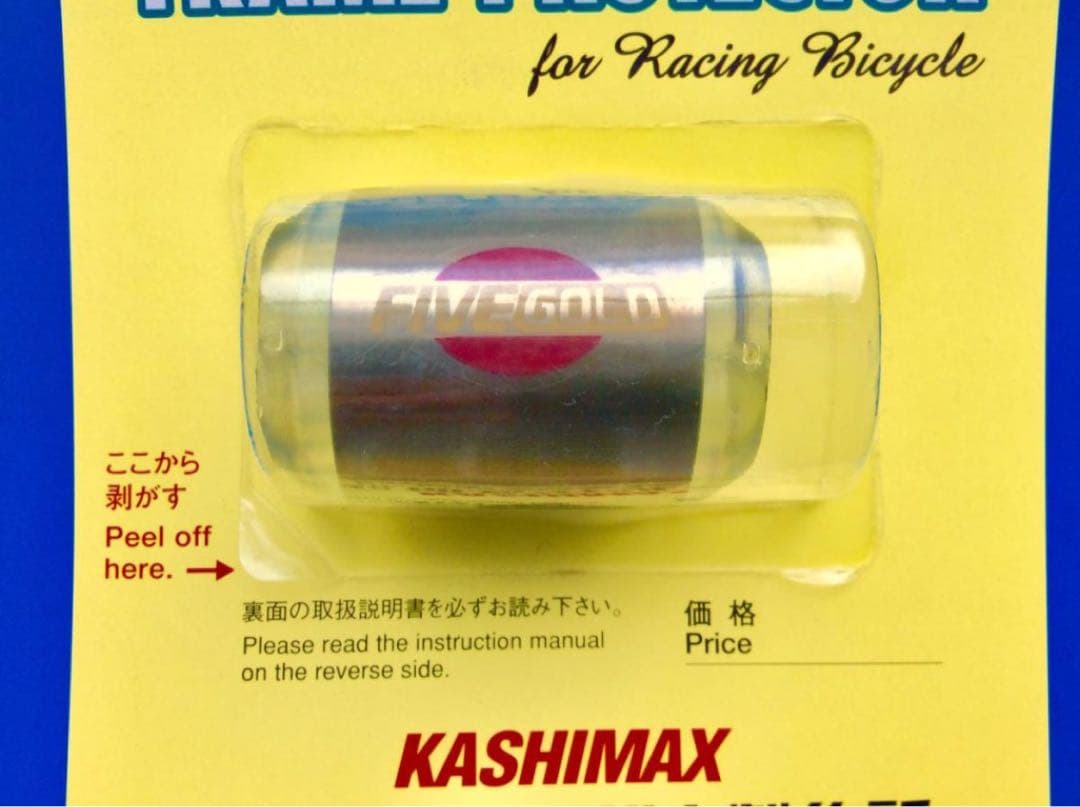 FRAME PROTECTOR
for Racing Bicycle
FIVEGOLD
ここから
剥がす
Peel off
here.
裏面の取扱説明書を必ずお読み下さい。
Please read the instruction manual
on the reverse side.
価 格
Price
KASHIMAX